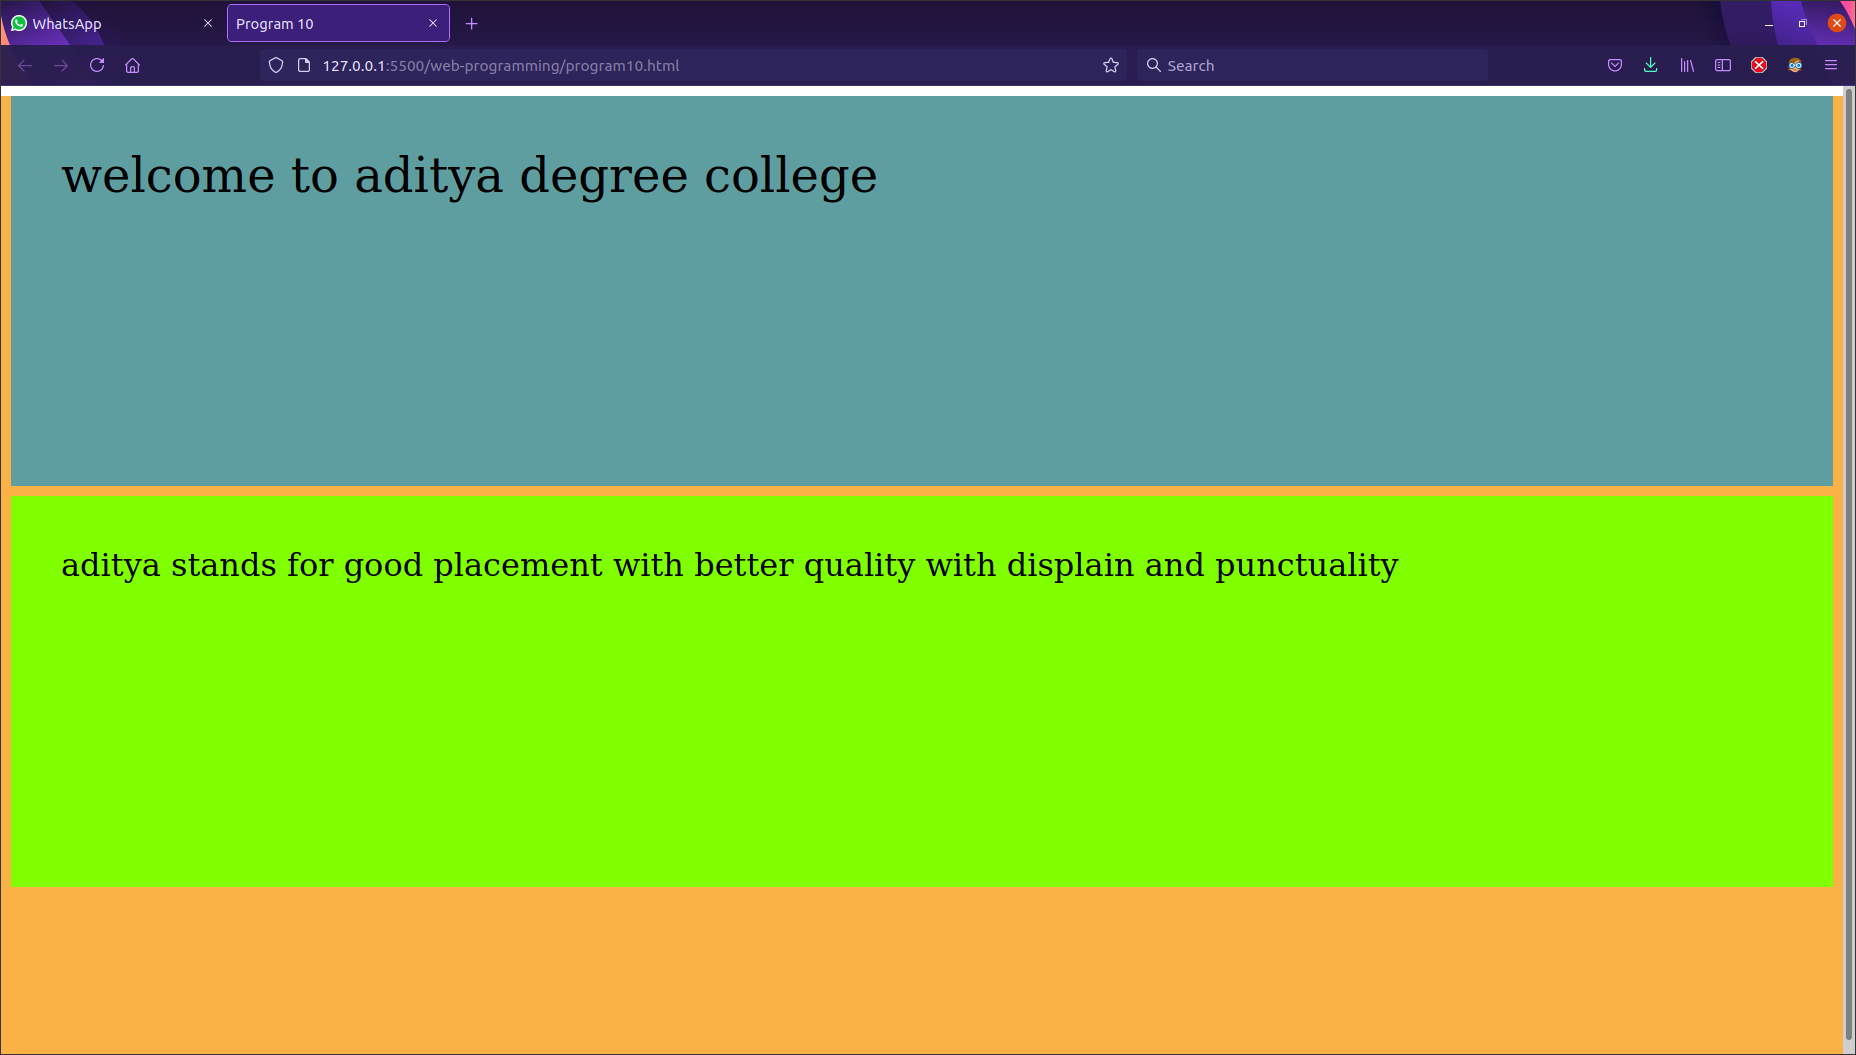 WhatsApp
Program 10
127.0.0.1:5500/web-programming/program10.html
Search
welcome to aditya degree college
aditya stands for good placement with better quality with displain and punctuality